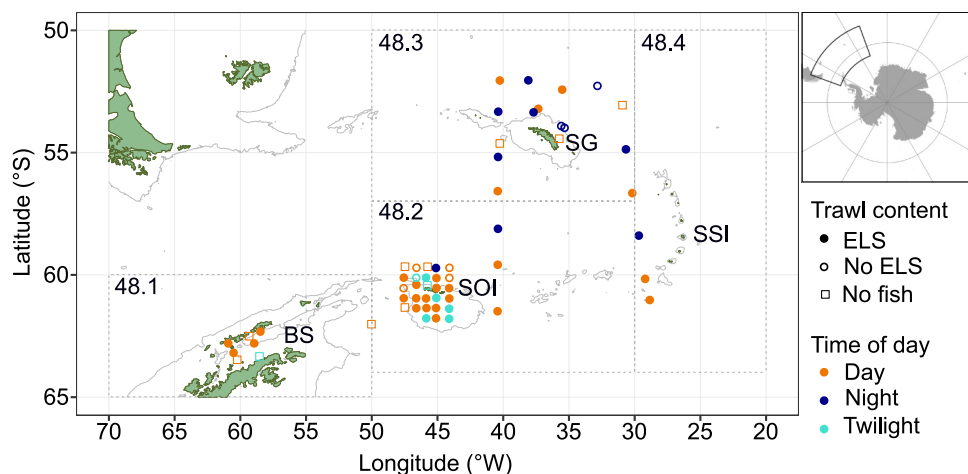 50
55
60
65
Latitude (°S)
48.3
48.4
48.2
48.1
SG
SSI
SOI
BS
70 65 60 55 50 45 40 35 30 25 20
Longitude (°W)
Trawl content
ELS
No ELS
No fish
Time of day
Day
Night
Twilight